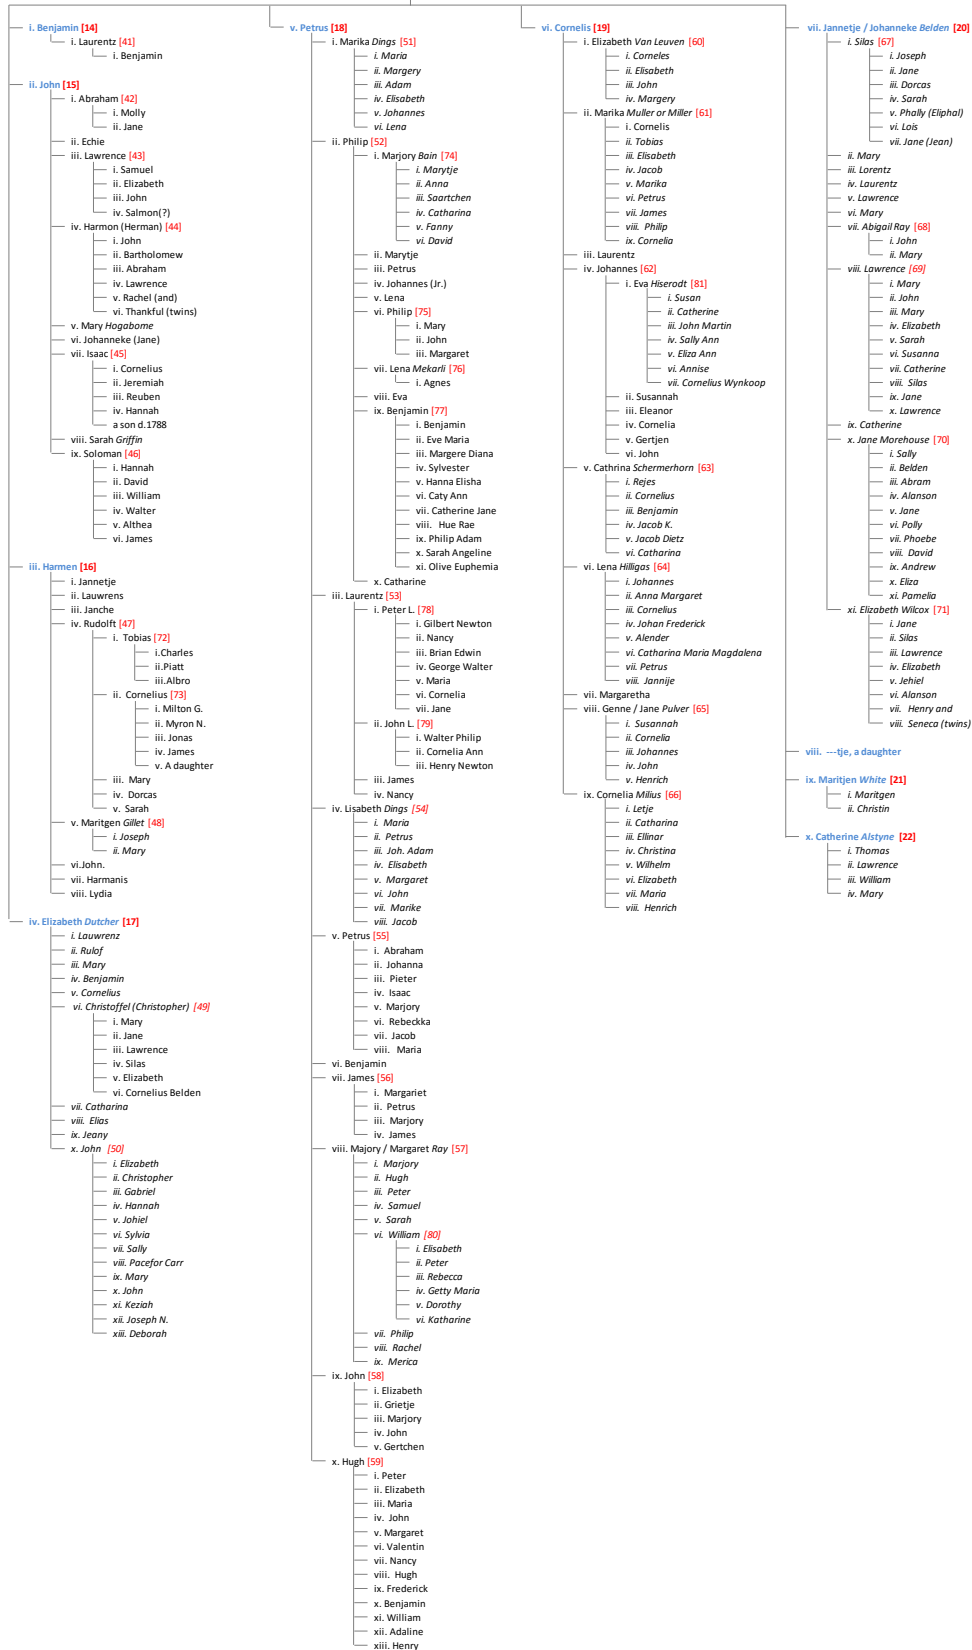 i. Benjamin [14]
i. Laurentz [41]
i. Benjamin
ii. John [15]
i. Abraham [42]
i. Molly
ii. Jane
ii. Echie
iii. Lawrence [43]
i. Samuel
ii. Elizabeth
iii. John
iv. Salmon(?)
iv. Harmon (Herman) [44]
i. John
ii. Bartholomew
iii. Abraham
iv. Lawrence
v. Rachel (and)
vi. Thankful (twins)
v. Mary Hogabome
vi. Johanneke (Jane)
vii. Isaac [45]
i. Cornelius
ii. Jeremiah
iii. Reuben
iv. Hannah
a son d.1788
viii. Sarah Griffin
ix. Soloman [46]
i. Hannah
ii. David
iii. William
iv. Walter
v. Althea
vi. James
iii. Harmen [16]
i. Jannetje
ii. Lauwrens
iii. Janche
iv. Rudolft [47]
i. Tobias [72]
i.Charles
ii.Piatt
iii.Albro
ii. Cornelius [73]
i. Milton G.
ii. Myron N.
iii. Jonas
iv. James
v. A daughter
iii. Mary
iv. Dorcas
v. Sarah
v. Maritgen Gillet [48]
i. Joseph
ii. Mary
vi.John.
vii. Harmanis
viii. Lydia
iv. Elizabeth Dutcher [17]
i. Lauwrenz
ii. Rulof
iii. Mary
iv. Benjamin
v. Cornelius
vi. Christoffel (Christopher) [49]
i. Mary
ii. Jane
iii. Lawrence
iv. Silas
v. Elizabeth
vi. Cornelius Belden
vii. Catharina
viii. Elias
ix. Jeany
x. John [50]
i. Elizabeth
ii. Christopher
iii. Gabriel
iv. Hannah
v. Johiel
vi. Sylvia
vii. Sally
viii. Pacefor Carr
ix. Mary
x. John
xi. Keziah
xii. Joseph N.
xiii. Deborah
v. Petrus [18]
i. Marika Dings [51]
i. Maria
ii. Margery
iii. Adam
iv. Elisabeth
v. Johannes
vi. Lena
ii. Philip [52]
i. Marjory Bain [74]
i. Marytje
ii. Anna
iii. Saartchen
iv. Catharina
v. Fanny
vi. David
ii. Marytje
iii. Petrus
iv. Johannes (Jr.)
v. Lena
vi. Philip [75]
i. Mary
ii. John
iii. Margaret
vii. Lena Mekarli [76]
i. Agnes
viii. Eva
ix. Benjamin [77]
i. Benjamin
ii. Eve Maria
iii. Margere Diana
iv. Sylvester
v. Hanna Elisha
vi. Caty Ann
vii. Catherine Jane
viii. Hue Rae
ix. Philip Adam
x. Sarah Angeline
xi. Olive Euphemia
x. Catharine
iii. Laurentz [53]
i. Peter L. [78]
i. Gilbert Newton
ii. Nancy
iii. Brian Edwin
iv. George Walter
v. Maria
vi. Cornelia
vii. Jane
ii. John L. [79]
i. Walter Philip
ii. Cornelia Ann
iii. Henry Newton
iii. James
iv. Nancy
iv. Lisabeth Dings [54]
i. Maria
ii. Petrus
iii. Joh. Adam
iv. Elisabeth
v. Margaret
vi. John
vii. Marike
viii. Jacob
v. Petrus [55]
i. Abraham
ii. Johanna
iii. Pieter
iv. Isaac
v. Marjory
vi. Rebeckka
vii. Jacob
viii. Maria
vi. Benjamin
vii. James [56]
i. Margariet
ii. Petrus
iii. Marjory
iv. James
viii. Majory / Margaret Ray [57]
i. Marjory
ii. Hugh
iii. Peter
iv. Samuel
v. Sarah
vi. William [80]
i. Elisabeth
ii. Peter
iii. Rebecca
iv. Getty Maria
v. Dorothy
vi. Katharine
vii. Philip
viii. Rachel
ix. Merica
ix. John [58]
i. Elizabeth
ii. Grietje
iii. Marjory
iv. John
v. Gertchen
x. Hugh [59]
i. Peter
ii. Elizabeth
iii. Maria
iv. John
v. Margaret
vi. Valentin
vii. Nancy
viii. Hugh
ix. Frederick
x. Benjamin
xi. William
xii. Adaline
xiii. Henry
vi. Cornelis [19]
i. Elizabeth Van Leuven [60]
i. Corneles
ii. Elisabeth
iii. John
iv. Margery
ii. Marika Muller or Miller [61]
i. Cornelis
ii. Tobias
iii. Elisabeth
iv. Jacob
v. Marika
vi. Petrus
vii. James
viii. Philip
ix. Cornelia
iii. Laurentz
iv. Johannes [62]
i. Eva Hiserodt [81]
i. Susan
ii. Catherine
iii. John Martin
iv. Sally Ann
v. Eliza Ann
vi. Annise
vii. Cornelius Wynkoop
ii. Susannah
iii. Eleanor
iv. Cornelia
v. Gertjen
vi. John
v. Cathrina Schermerhorn [63]
i. Rejes
ii. Cornelius
iii. Benjamin
iv. Jacob K.
v. Jacob Dietz
vi. Catharina
vi. Lena Hilligas [64]
i. Johannes
ii. Anna Margaret
iii. Cornelius
iv. Johan Frederick
v. Alender
vi. Catharina Maria Magdalena
vii. Petrus
viii. Jannije
vii. Margaretha
viii. Genne / Jane Pulver [65]
i. Susannah
ii. Cornelia
iii. Johannes
iv. John
v. Henrich
ix. Cornelia Milius [66]
i. Letje
ii. Catharina
iii. Ellinar
iv. Christina
v. Wilhelm
vi. Elizabeth
vii. Maria
viii. Henrich
vii. Jannetje / Johanneke Belden [20]
i. Silas [67]
i. Joseph
ii. Jane
iii. Dorcas
iv. Sarah
v. Phally (Eliphal)
vi. Lois
vii. Jane (Jean)
ii. Mary
iii. Lorentz
iv. Laurentz
v. Lawrence
vi. Mary
vii. Abigail Ray [68]
i. John
ii. Mary
viii. Lawrence [69]
i. Mary
ii. John
iii. Mary
iv. Elizabeth
v. Sarah
vi. Susanna
vii. Catherine
viii. Silas
ix. Jane
x. Lawrence
ix. Catherine
x. Jane Morehouse [70]
i. Sally
ii. Belden
iii. Abram
iv. Alanson
v. Jane
vi. Polly
vii. Phoebe
viii. David
ix. Andrew
x. Eliza
xi. Pamelia
xi. Elizabeth Wilcox [71]
i. Jane
ii. Silas
iii. Lawrence
iv. Elizabeth
v. Jehiel
vi. Alanson
vii. Henry and
viii. Seneca (twins)
viii. ---tje, a daughter
ix. Maritjen White [21]
i. Maritgen
ii. Christin
x. Catherine Alstyne [22]
i. Thomas
ii. Lawrence
iii. William
iv. Mary